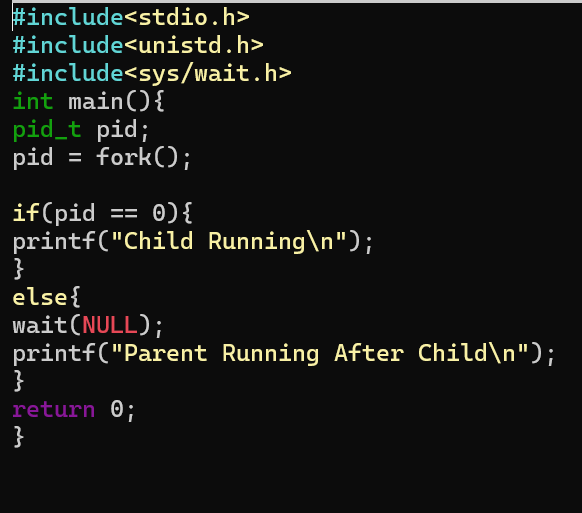 #include<stdio.h>
#include<unistd.h>
#include<sys/wait.h>
int main(){
pid_t pid;
pid = fork();
if(pid == 0){
printf("Child Running\n");
}
else{
wait(NULL);
printf("Parent Running After Child\n");
}
return 0;
}